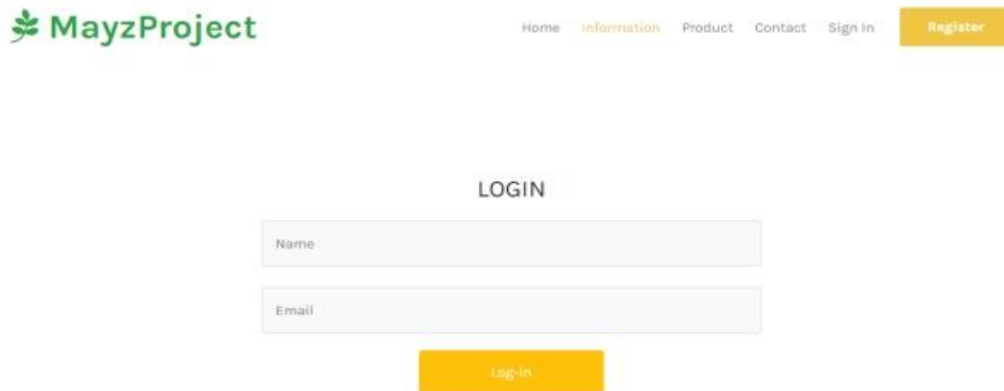 MayzProject
Home Information Product Contact Sign In Register
LOGIN
Name
Email
Log-in